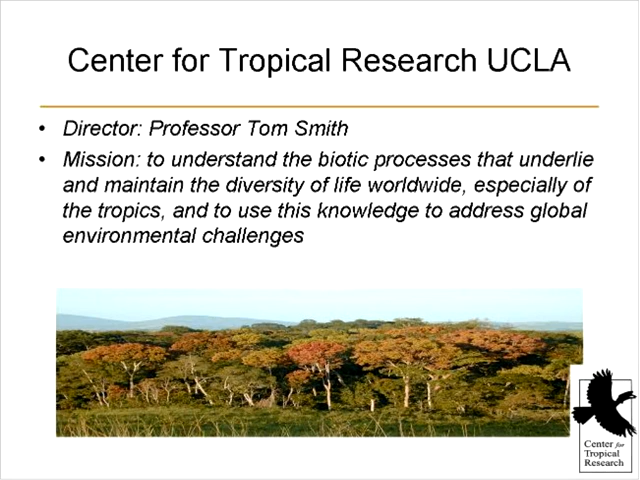 Center for Tropical Research UCLA
• Director: Professor Tom Smith
• Mission: to understand the biotic processes that underlie
and maintain the diversity of life worldwide, especially of
the tropics, and to use this knowledge to address global
environmental challenges
Center for
Tropical
Research